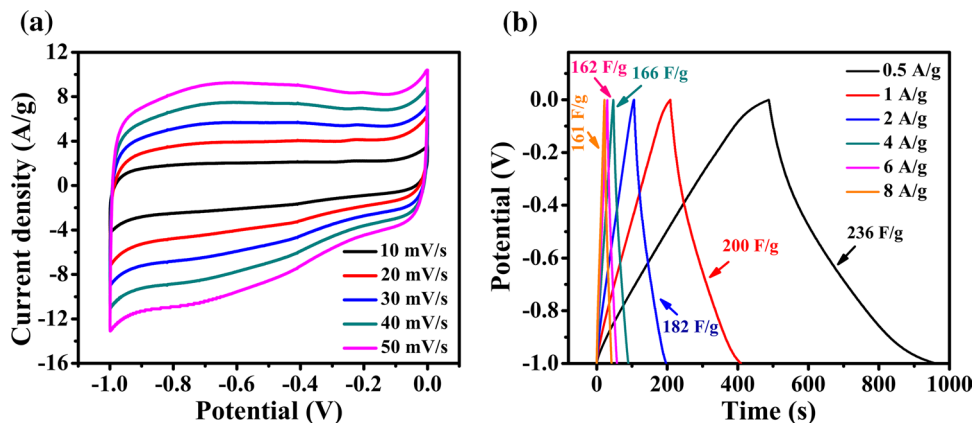 (a)
Current density (A/g)
12
8
4
0
-4
-8
-12
-16
10 mV/s
20 mV/s
30 mV/s
40 mV/s
50 mV/s
-1.0
-0.8
-0.6
-0.4
-0.2
0.0
Potential (V)
(b)
Potential (V)
0.0
-0.2
-0.4
-0.6
-0.8
-1.0
162 F/g
166 F/g
161 F/g
236 F/g
200 F/g
182 F/g
0.5 A/g
1 A/g
2 A/g
4 A/g
6 A/g
8 A/g
0
200
400
600
800
1000
Time (s)